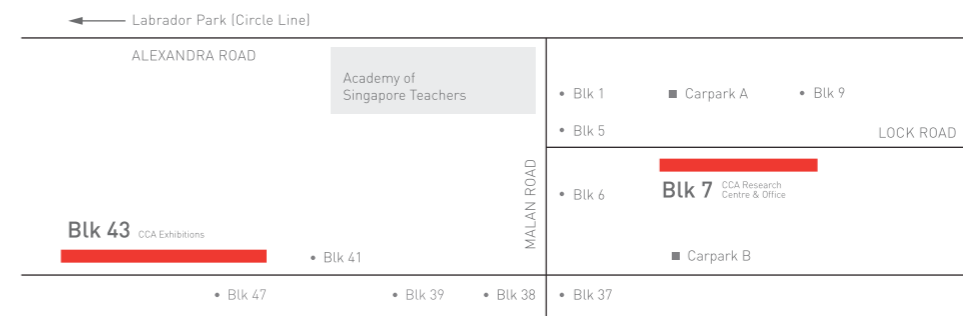 Labrador Park (Circle Line)
ALEXANDRA ROAD
Academy of
Singapore Teachers
• Blk 1
Carpark A
• Blk 9
• Blk 5
LOCK ROAD
MALAN ROAD
• Blk 6
Blk 7 CCA Research
Centre & Office
Blk 43 CCA Exhibitions
• Blk 41
Carpark B
• Blk 47
• Blk 39
• Blk 38
• Blk 37